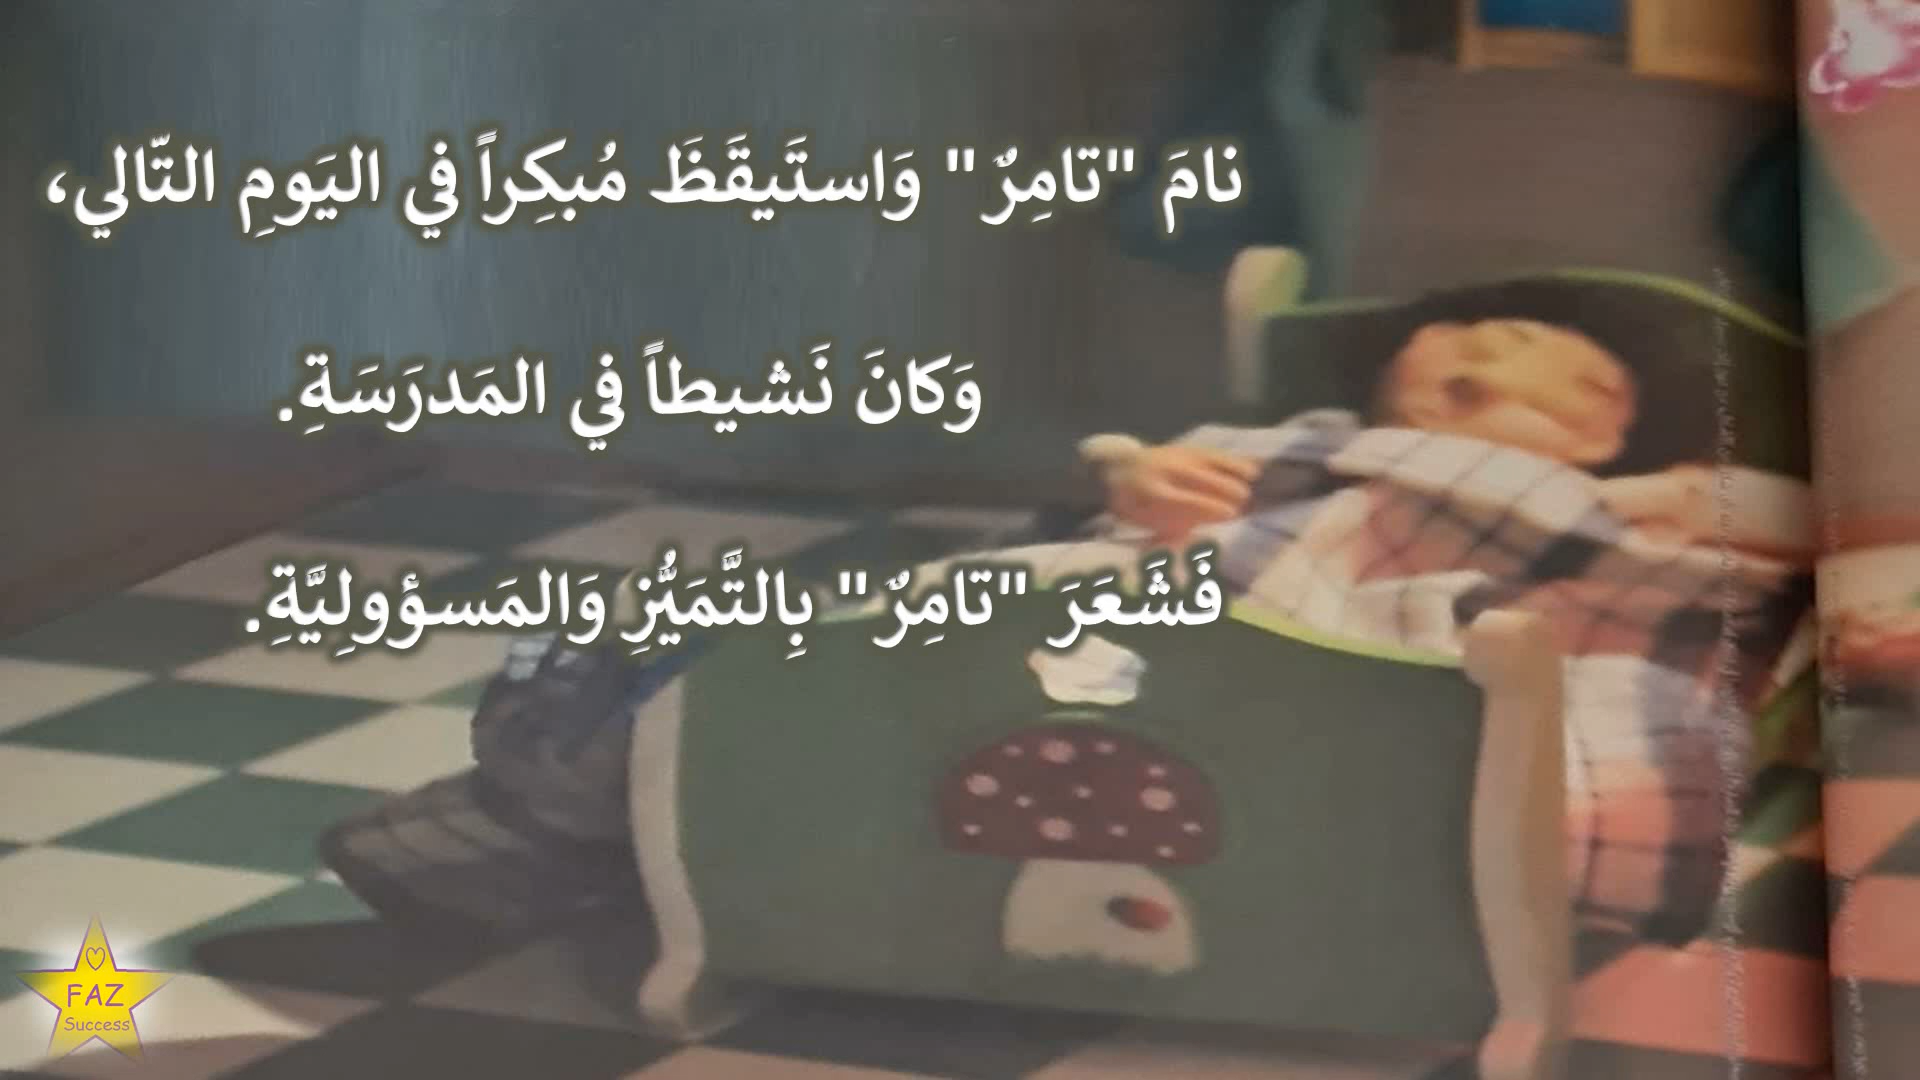 نامَ "تامِرٌ" وَاستَيقَظَ مُبكِراً في اليَومِ التّالي،
وَكانَ نَشيطاً في المَدرَسَةِ.
فَشَعَرَ "تامِرٌ" بِالتَّمَيُّزِ وَالمَسؤولِيَّةِ.
FAZ
Success